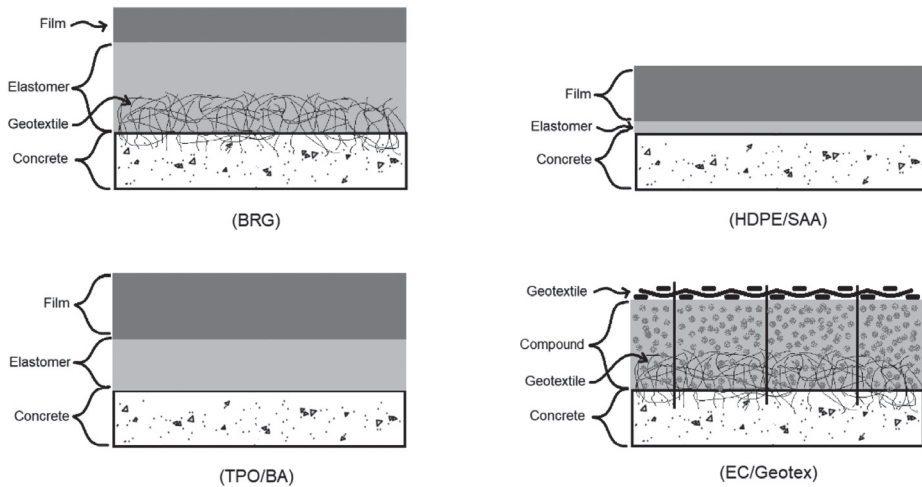 Film
Elastomer
Geotextile
Concrete
(BRG)
Film
Elastomer
Concrete
(HDPE/SAA)
Film
Elastomer
Concrete
(TPO/BA)
Geotextile
Compound
Geotextile
Concrete
(EC/Geotex)